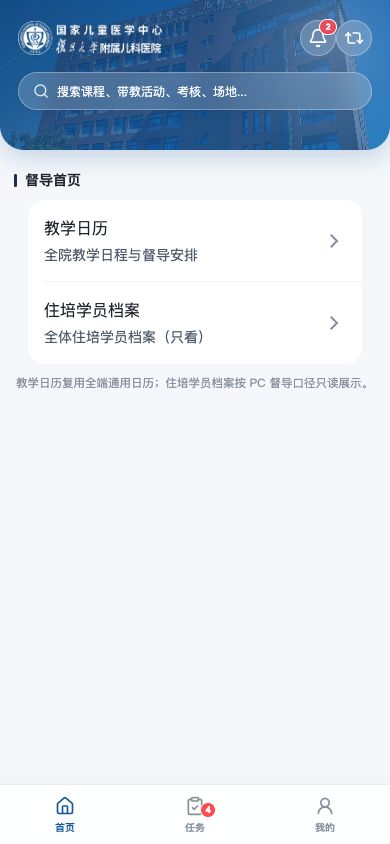 国家儿童医学中心
2
復旦大学附属儿科医院
搜索课程、带教活动、考核、场地...
督导首页
教学日历
全院教学日程与督导安排
住培学员档案
全体住培学员档案（只看）
教学日历复用全端通用日历；住培学员档案按 PC 督导口径只读展示。
4
首页
任务
我的